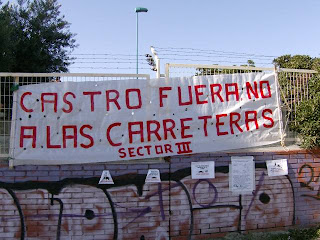 CASTRO FUERA NO
A LAS CARRETERAS
SECTOR III